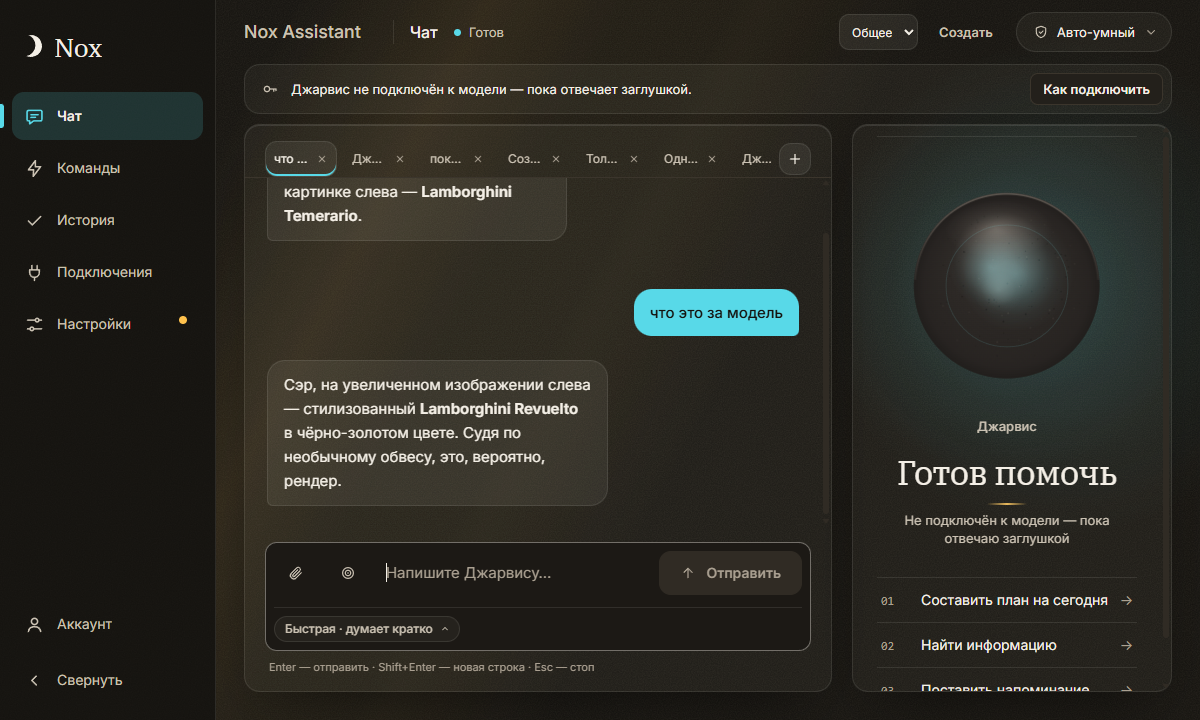 Nox
Чат
Команды
История
Подключения
Настройки
Аккаунт
Свернуть
Nox Assistant
Чат
Готов
Общее
Создать
Авто-умный
Джарвис не подключён к модели — пока отвечает заглушкой.
Как подключить
что ... ×
Дж... ×
пок... ×
Соз... ×
Тол... ×
Одн... ×
Дж...
+
картинке слева — Lamborghini
Temerario.
что это за модель
Сэр, на увеличенном изображении слева
— стилизованный Lamborghini Revuelto
в чёрно-золотом цвете. Судя по
необычному обвесу, это, вероятно,
рендер.
Напишите Джарвису...
Отправить
Быстрая · думает кратко
Enter — отправить · Shift+Enter — новая строка · Esc — стоп
Джарвис
Готов помочь
Не подключён к модели — пока
отвечаю заглушкой
01 Составить план на сегодня →
02 Найти информацию →
03 Поставить напоминание →